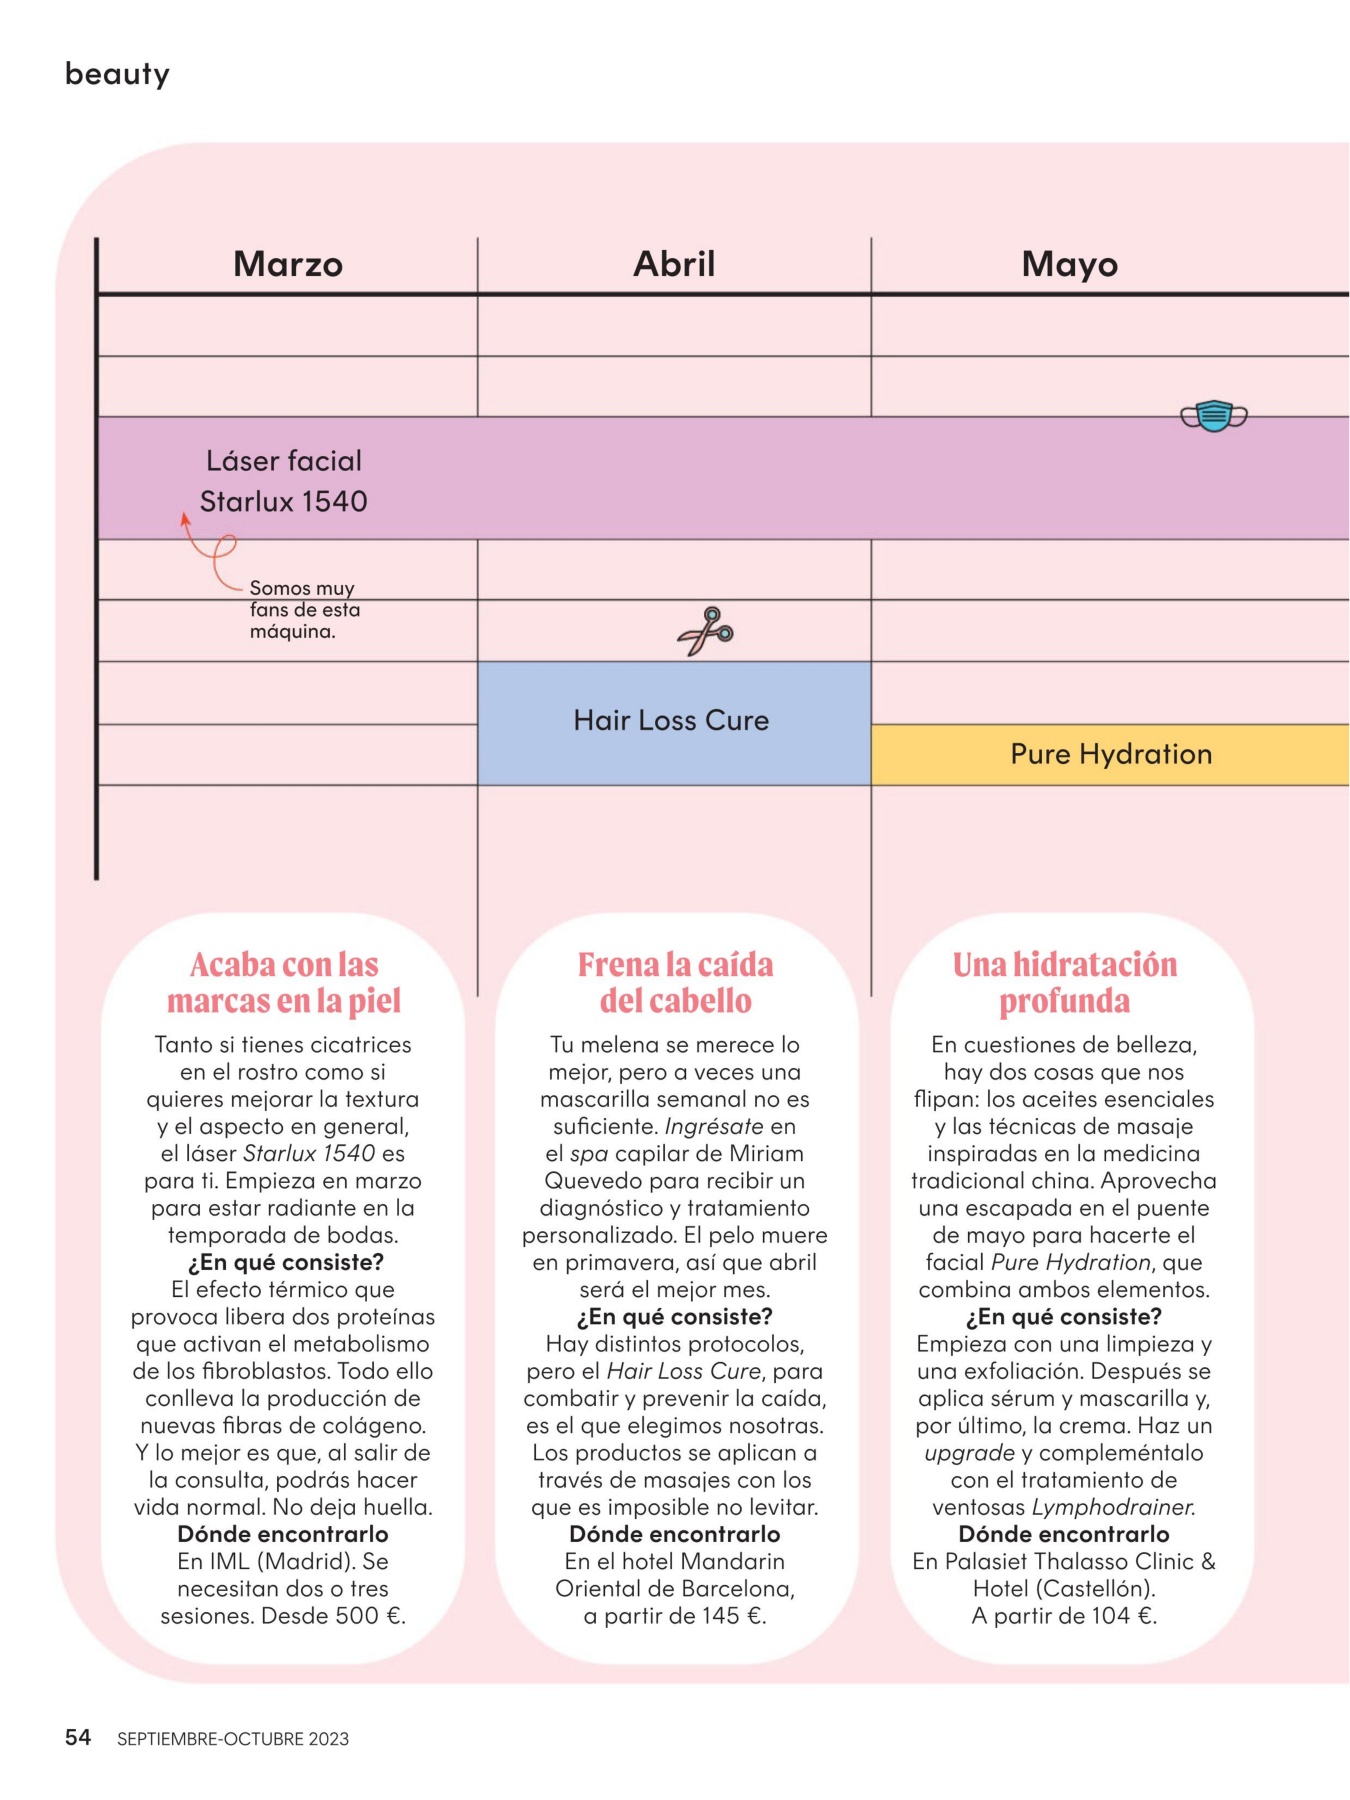 beauty
Marzo
Abril
Mayo
Láser facial
Starlux 1540
Somos muy
fans de esta
máquina.
Hair Loss Cure
Pure Hydration
Acaba con las
marcas en la piel
Tanto si tienes cicatrices
en el rostro como si
quieres mejorar la textura
y el aspecto en general,
el láser Starlux 1540 es
para ti. Empieza en marzo
para estar radiante en la
temporada de bodas.
¿En qué consiste?
El efecto térmico que
provoca libera dos proteínas
que activan el metabolismo
de los fibroblastos. Todo ello
conlleva la producción de
nuevas fibras de colágeno.
Y lo mejor es que, al salir de
la consulta, podrás hacer
vida normal. No deja huella.
Dónde encontrarlo
En IML (Madrid). Se
necesitan dos o tres
sesiones. Desde 500 €.
Frena la caída
del cabello
Tu melena se merece lo
mejor, pero a veces una
mascarilla semanal no es
suficiente. Ingrésate en
el spa capilar de Miriam
Quevedo para recibir un
diagnóstico y tratamiento
personalizado. El pelo muere
en primavera, así que abril
será el mejor mes.
¿En qué consiste?
Hay distintos protocolos,
pero el Hair Loss Cure, para
combatir y prevenir la caída,
es el que elegimos nosotras.
Los productos se aplican a
través de masajes con los
que es imposible no levitar.
Dónde encontrarlo
En el hotel Mandarin
Oriental de Barcelona,
a partir de 145 €.
Una hidratación
profunda
En cuestiones de belleza,
hay dos cosas que nos
flipan: los aceites esenciales
y las técnicas de masaje
inspiradas en la medicina
tradicional china. Aprovecha
una escapada en el puente
de mayo para hacerte el
facial Pure Hydration, que
combina ambos elementos.
¿En qué consiste?
Empieza con una limpieza y
una exfoliación. Después se
aplica sérum y mascarilla y,
por último, la crema. Haz un
upgrade y compleméntalo
con el tratamiento de
ventosas Lymphodrainer.
Dónde encontrarlo
En Palasiet Thalasso Clinic &
Hotel (Castellón).
A partir de 104 €.
54 SEPTIEMBRE-OCTUBRE 2023